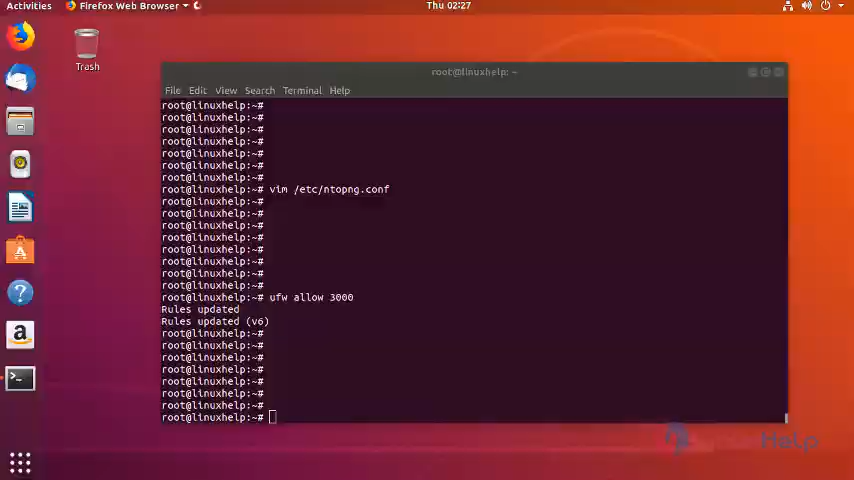 Activities
Firefox Web Browser
Thu 02:27
Trash
root@linuxhelp: ~
File Edit View Search Terminal Help
root@linuxhelp:~#
root@linuxhelp:~#
root@linuxhelp:~#
root@linuxhelp:~#
root@linuxhelp:~#
root@linuxhelp:~#
root@linuxhelp:~#
root@linuxhelp:~# vim /etc/ntopng.conf
root@linuxhelp:~#
root@linuxhelp:~#
root@linuxhelp:~#
root@linuxhelp:~#
root@linuxhelp:~#
root@linuxhelp:~#
root@linuxhelp:~#
root@linuxhelp:~#
root@linuxhelp:~# ufw allow 3000
Rules updated
Rules updated (v6)
root@linuxhelp:~#
root@linuxhelp:~#
root@linuxhelp:~#
root@linuxhelp:~#
root@linuxhelp:~#
root@linuxhelp:~#
root@linuxhelp:~#
root@linuxhelp:~#
Help